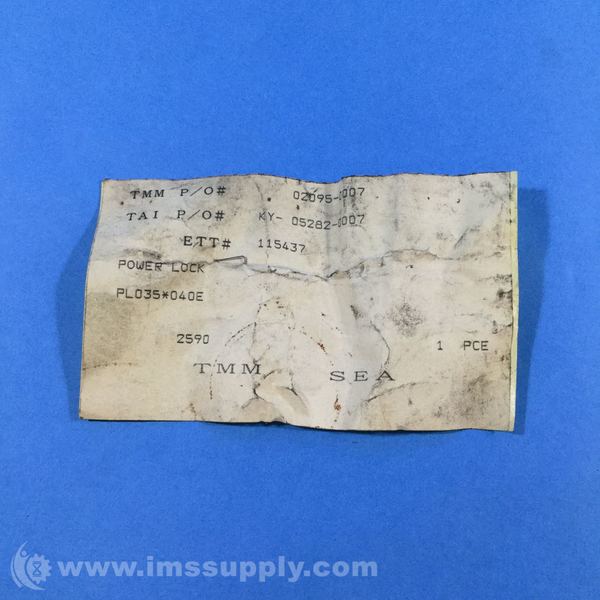 TMM P/O# 02095-0007
TAI P/O# KY- 05282-0007
ETT# 115437
POWER LOCK
PL035*040E
2590 1 PCE
TMM SEA
www.imssupply.com